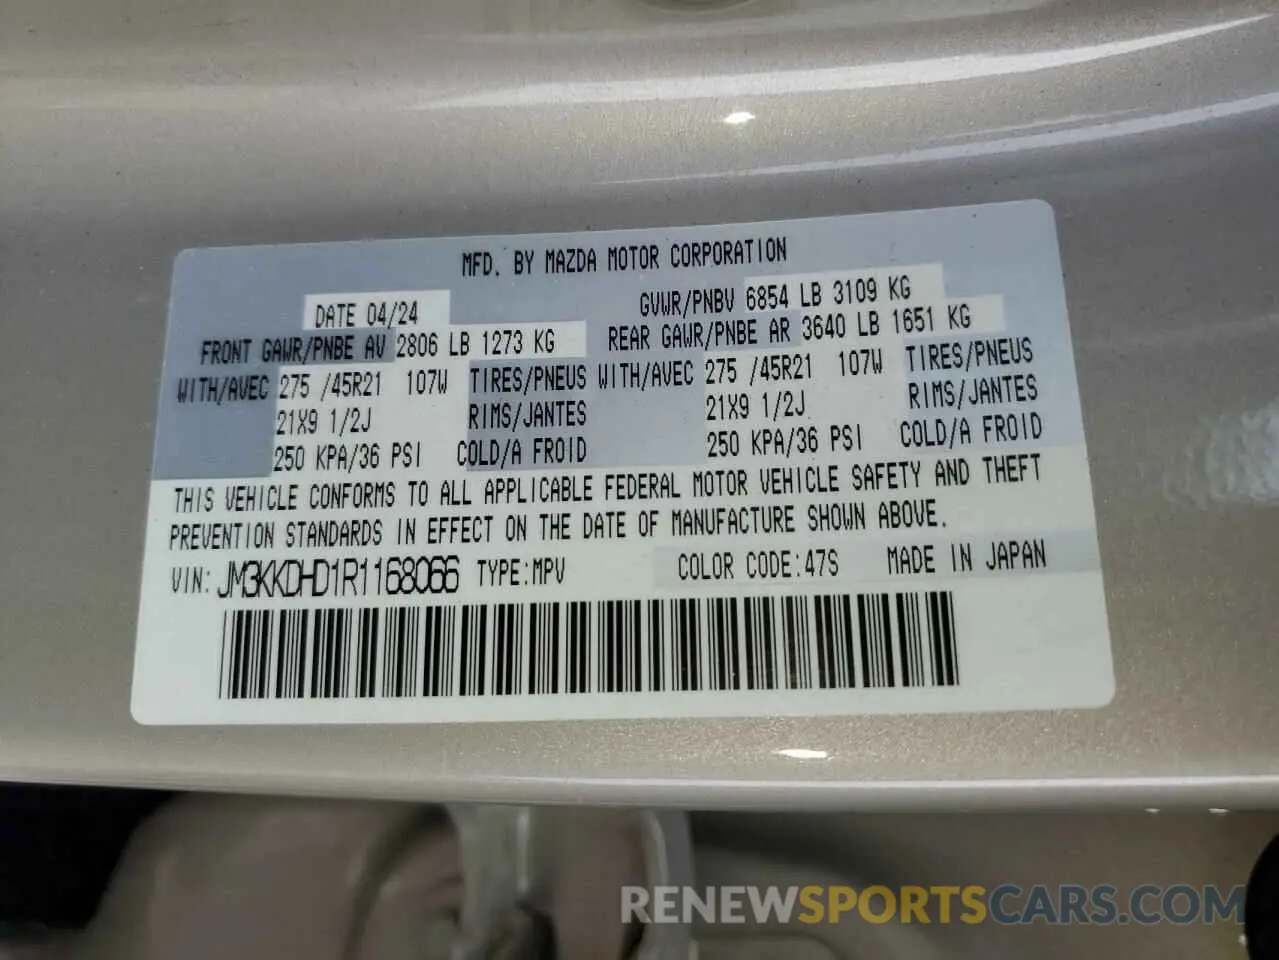 MFD. BY MAZDA MOTOR CORPORATION
DATE 04/24 GVWR/PNBV 6854 LB 3109 KG
FRONT GAWR/PNBE AV 2806 LB 1273 KG REAR GAWR/PNBE AR 3640 LB 1651 KG
WITH/AVEC 275 /45R21 107W TIRES/PNEUS WITH/AVEC 275 /45R21 107W TIRES/PNEUS
21X9 1/2J RIMS/JANTES 21X9 1/2J RIMS/JANTES
250 KPA/36 PSI COLD/A FROID 250 KPA/36 PSI COLD/A FROID
THIS VEHICLE CONFORMS TO ALL APPLICABLE FEDERAL MOTOR VEHICLE SAFETY AND THEFT
PREVENTION STANDARDS IN EFFECT ON THE DATE OF MANUFACTURE SHOWN ABOVE.
VIN: JM3KKDHD1R1168066 TYPE:MPV COLOR CODE:47S MADE IN JAPAN
RENEWSPORTSCARS.COM